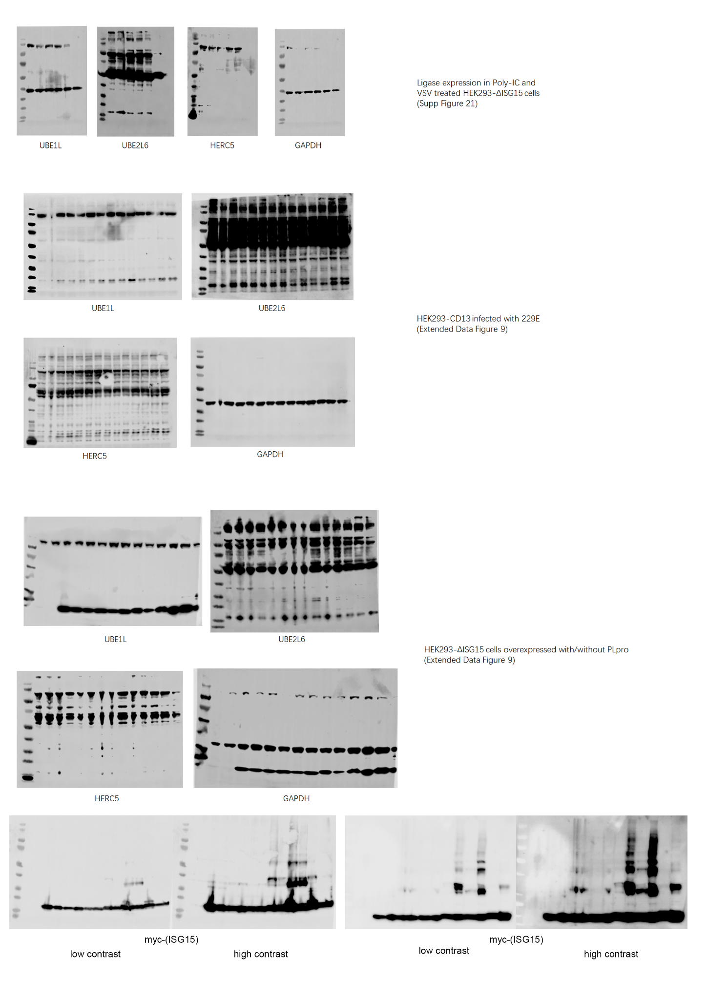 Ligase expression in Poly-IC and
VSV treated HEK293-ΔISG15 cells
(Supp Figure 21)
UBE1L
UBE2L6
HERC5
GAPDH
UBE1L
UBE2L6
HEK293-CD13 infected with 229E
(Extended Data Figure 9)
HERC5
GAPDH
UBE1L
UBE2L6
HEK293-ΔISG15 cells overexpressed with/without PLpro
(Extended Data Figure 9)
HERC5
GAPDH
myc-(ISG15)
low contrast
high contrast
myc-(ISG15)
low contrast
high contrast